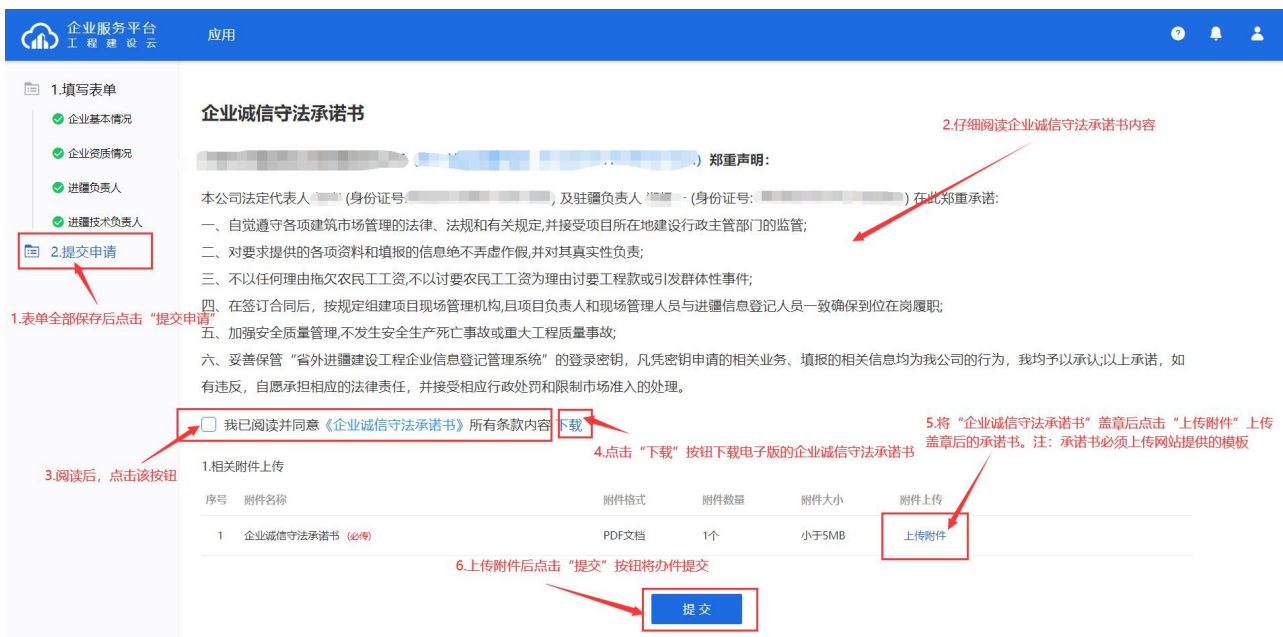 企业服务平台
工程建设云
应用
1.填写表单
企业基本情况
企业资质情况
进疆负责人
进疆技术负责人
2.提交申请
1.表单全部保存后点击“提交申请”
企业诚信守法承诺书
2.仔细阅读企业诚信守法承诺书内容
郑重声明：
本公司法定代表人 (身份证号: ), 及驻疆负责人 (身份证号: ) 在此郑重承诺:
一、自觉遵守各项建筑市场管理的法律、法规和有关规定,并接受项目所在地建设行政主管部门的监管;
二、对要求提供的各项资料和填报的信息绝不弄虚作假,并对其真实性负责;
三、不以任何理由拖欠农民工工资,不以讨要农民工工资为理由讨要工程款或引发群体性事件;
四、在签订合同后，按规定组建项目现场管理机构,且项目负责人和现场管理人员与进疆信息登记人员一致确保到位在岗履职;
五、加强安全质量管理,不发生安全生产死亡事故或重大工程质量事故;
六、妥善保管“省外进疆建设工程企业信息登记管理系统”的登录密钥，凡凭密钥申请的相关业务、填报的相关信息均为我公司的行为，我均予以承认;以上承诺，如
有违反，自愿承担相应的法律责任，并接受相应行政处罚和限制市场准入的处理。
我已阅读并同意《企业诚信守法承诺书》所有条款内容 下载
3.阅读后，点击该按钮
4.点击“下载”按钮下载电子版的企业诚信守法承诺书
5.将“企业诚信守法承诺书”盖章后点击“上传附件”上传
盖章后的承诺书。注：承诺书必须上传网站提供的模板
1.相关附件上传
序号 附件名称 附件格式 附件数量 附件大小 附件上传
1 企业诚信守法承诺书 (必传) PDF文档 1个 小于5MB 上传附件
6.上传附件后点击“提交”按钮将办件提交
提交